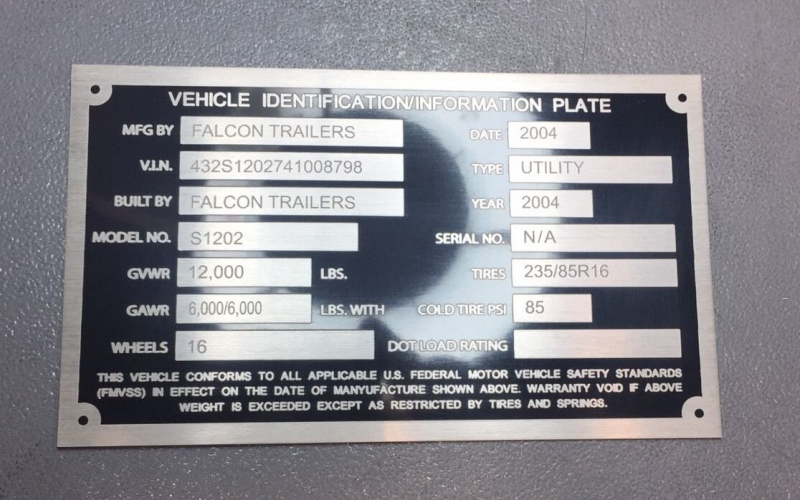 VEHICLE IDENTIFICATION/INFORMATION PLATE
MFG BY FALCON TRAILERS DATE 2004
V.I.N. 432S1202741008798 TYPE UTILITY
BUILT BY FALCON TRAILERS YEAR 2004
MODEL NO. S1202 SERIAL NO. N/A
GVWR 12,000 LBS. TIRES 235/85R16
GAWR 6,000/6,000 LBS. WITH COLD TIRE PSI 85
WHEELS 16 DOT LOAD RATING
THIS VEHICLE CONFORMS TO ALL APPLICABLE U.S. FEDERAL MOTOR VEHICLE SAFETY STANDARDS
(FMVSS) IN EFFECT ON THE DATE OF MANYUFACTURE SHOWN ABOVE. WARRANTY VOID IF ABOVE
WEIGHT IS EXCEEDED EXCEPT AS RESTRICTED BY TIRES AND SPRINGS.